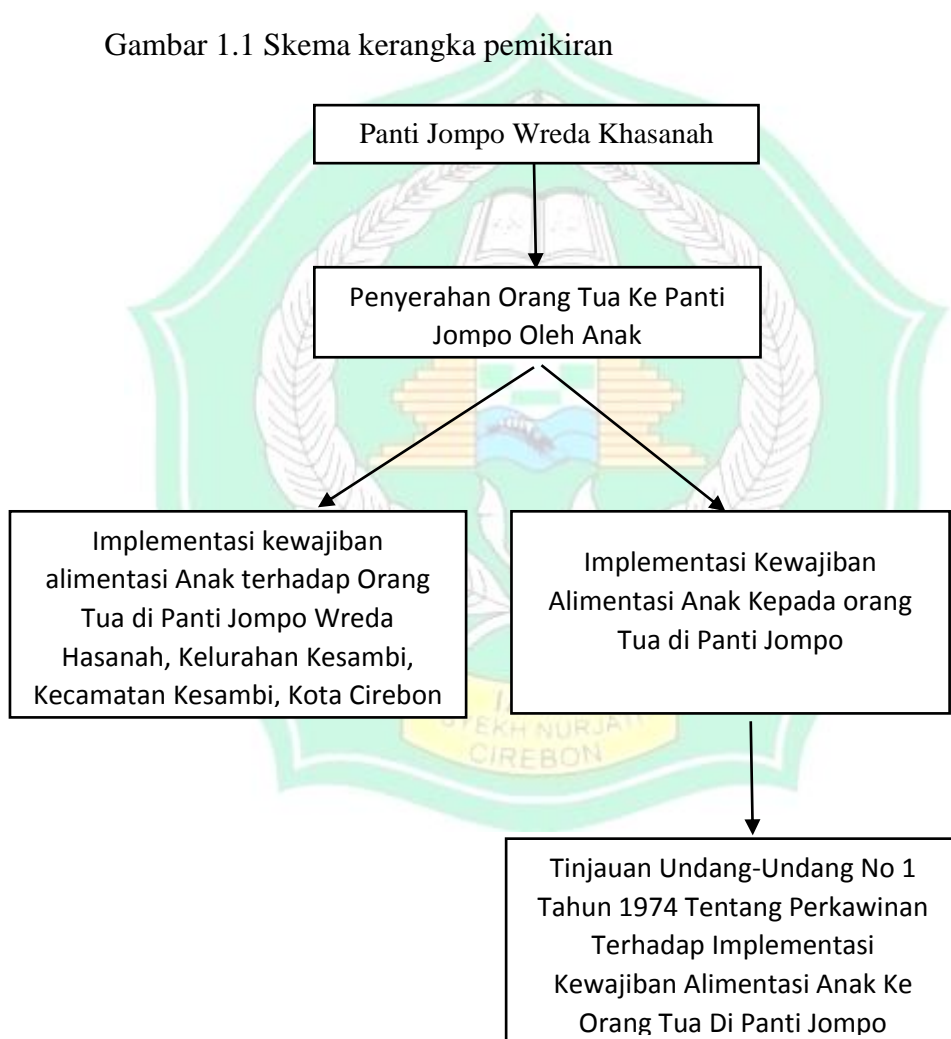 Gambar 1.1 Skema kerangka pemikiran
Panti Jompo Wreda Khasanah
Penyerahan Orang Tua Ke Panti
Jompo Oleh Anak
Implementasi kewajiban
alimentasi Anak terhadap Orang
Tua di Panti Jompo Wreda
Hasanah, Kelurahan Kesambi,
Kecamatan Kesambi, Kota Cirebon
Implementasi Kewajiban
Alimentasi Anak Kepada orang
Tua di Panti Jompo
NURJATI
CIREBON
Tinjauan Undang-Undang No 1
Tahun 1974 Tentang Perkawinan
Terhadap Implementasi
Kewajiban Alimentasi Anak Ke
Orang Tua Di Panti Jompo